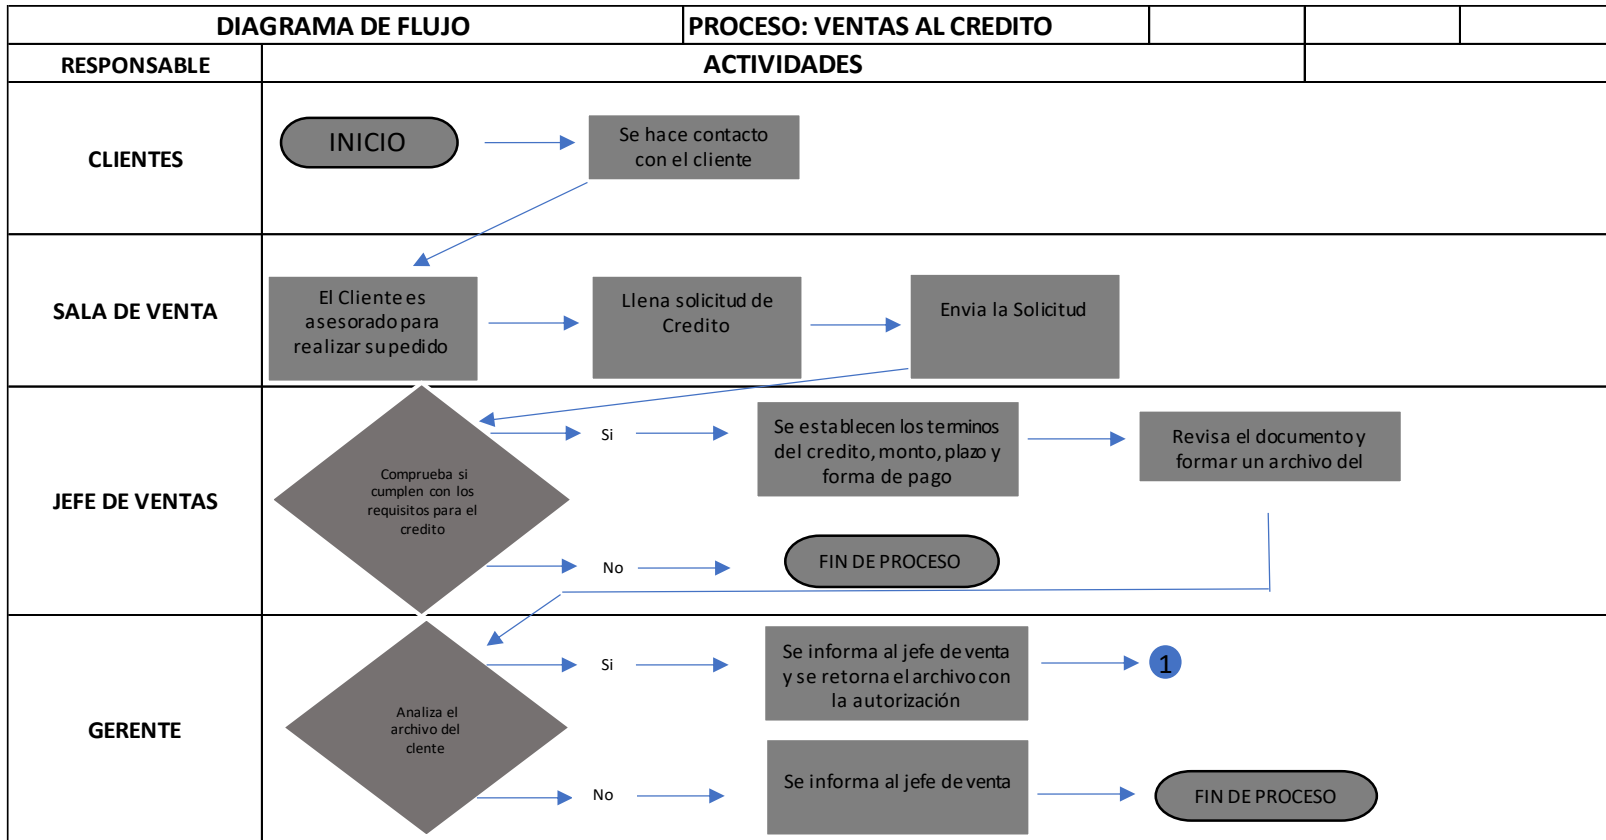 DIAGRAMA DE FLUJO
PROCESO: VENTAS AL CREDITO
RESPONSABLE
ACTIVIDADES
CLIENTES
INICIO
Se hace contacto
con el cliente
SALA DE VENTA
El Cliente es
asesorado para
realizar su pedido
Llena solicitud de
Credito
Envia la Solicitud
JEFE DE VENTAS
Comprueba si
cumplen con los
requisitos para el
credito
Si
Se establecen los terminos
del credito, monto, plazo y
forma de pago
Revisa el documento y
formar un archivo del
No
FIN DE PROCESO
GERENTE
Analiza el
archivo del
clente
Si
Se informa al jefe de venta
y se retorna el archivo con
la autorización
1
No
Se informa al jefe de venta
FIN DE PROCESO